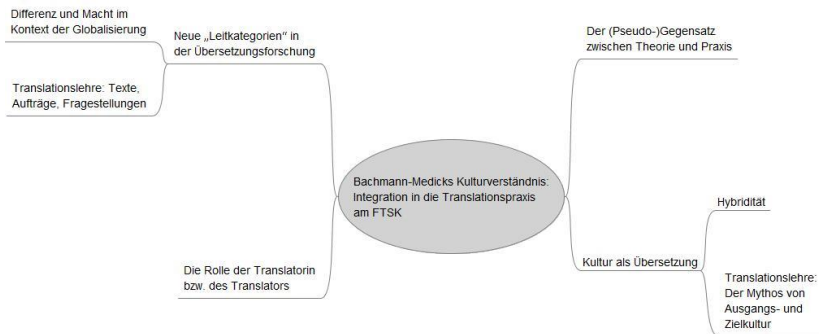 Differenz und Macht im
Kontext der Globalisierung
Neue „Leitkategorien“ in
der Übersetzungsforschung
Translationslehre: Texte,
Aufträge, Fragestellungen
Der (Pseudo-)Gegensatz
zwischen Theorie und Praxis
Bachmann-Medicks Kulturverständnis:
Integration in die Translationspraxis
am FTSK
Die Rolle der Translatorin
bzw. des Translators
Kultur als Übersetzung
Hybridität
Translationslehre:
Der Mythos von
Ausgangs- und
Zielkultur